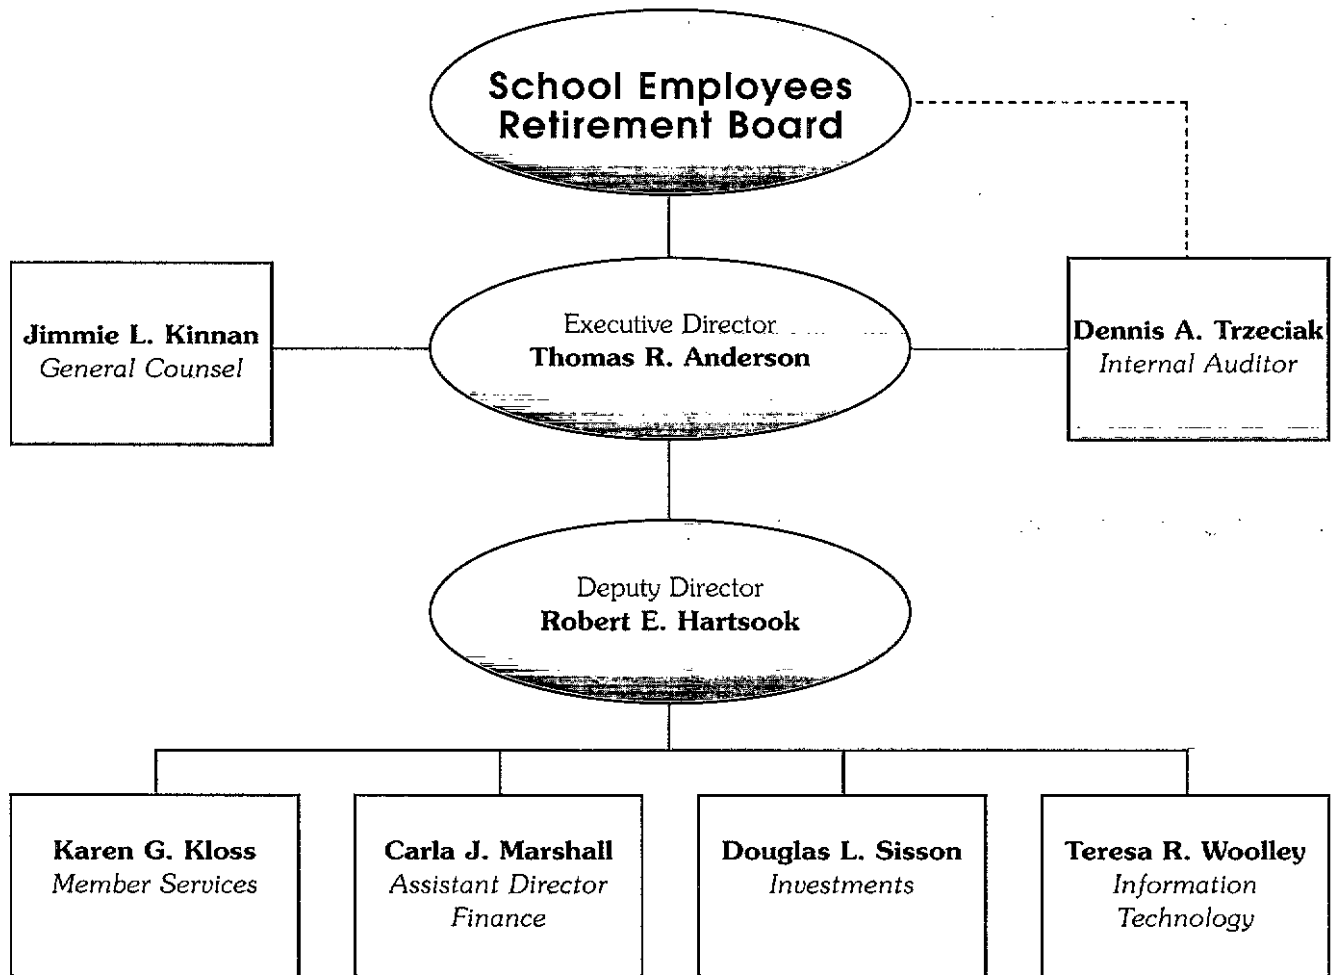 School Employees
Retirement Board
Jimmie L. Kinnan
General Counsel
Executive Director
Thomas R. Anderson
Dennis A. Trzeciak
Internal Auditor
Deputy Director
Robert E. Hartsook
Karen G. Kloss
Member Services
Carla J. Marshall
Assistant Director
Finance
Douglas L. Sisson
Investments
Teresa R. Woolley
Information
Technology